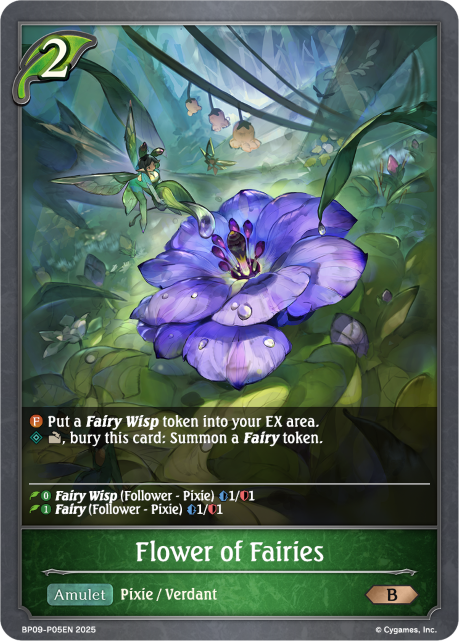 2
F Put a Fairy Wisp token into your EX area.
, bury this card: Summon a Fairy token.
0 Fairy Wisp (Follower - Pixie) 1/1
1 Fairy (Follower - Pixie) 1/1
Flower of Fairies
Amulet Pixie / Verdant B
BP09-P05EN 2025 © Cygames, Inc.